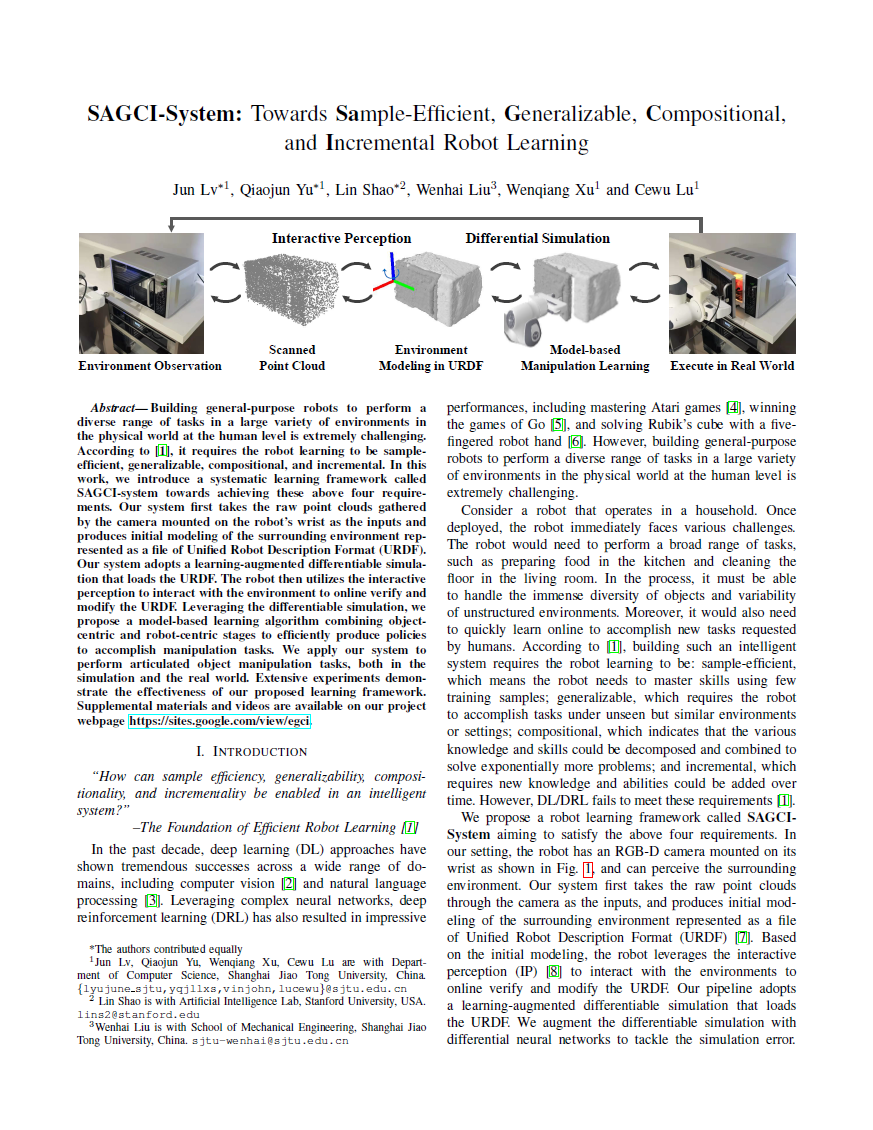 SAGCI-System: Towards Sample-Efficient, Generalizable, Compositional,
and Incremental Robot Learning
Jun Lv*1, Qiaojun Yu*1, Lin Shao*2, Wenhai Liu3, Wenqiang Xu1 and Cewu Lu1
Interactive Perception
Differential Simulation
Environment Observation
Scanned
Point Cloud
Environment
Modeling in URDF
Model-based
Manipulation Learning
Execute in Real World
Abstract— Building general-purpose robots to perform a
diverse range of tasks in a large variety of environments in
the physical world at the human level is extremely challenging.
According to [1], it requires the robot learning to be sample-
efficient, generalizable, compositional, and incremental. In this
work, we introduce a systematic learning framework called
SAGCI-system towards achieving these above four require-
ments. Our system first takes the raw point clouds gathered
by the camera mounted on the robot's wrist as the inputs and
produces initial modeling of the surrounding environment rep-
resented as a file of Unified Robot Description Format (URDF).
Our system adopts a learning-augmented differentiable simula-
tion that loads the URDF. The robot then utilizes the interactive
perception to interact with the environment to online verify and
modify the URDF. Leveraging the differentiable simulation, we
propose a model-based learning algorithm combining object-
centric and robot-centric stages to efficiently produce policies
to accomplish manipulation tasks. We apply our system to
perform articulated object manipulation tasks, both in the
simulation and the real world. Extensive experiments demon-
strate the effectiveness of our proposed learning framework.
Supplemental materials and videos are available on our project
webpage https://sites.google.com/view/egci.
I. INTRODUCTION
"How can sample efficiency, generalizability, composi-
tionality, and incrementality be enabled in an intelligent
system?"
–The Foundation of Efficient Robot Learning [1]
In the past decade, deep learning (DL) approaches have
shown tremendous successes across a wide range of do-
mains, including computer vision [2] and natural language
processing [3]. Leveraging complex neural networks, deep
reinforcement learning (DRL) has also resulted in impressive
*The authors contributed equally
1Jun Lv, Qiaojun Yu, Wenqiang Xu, Cewu Lu are with Depart-
ment of Computer Science, Shanghai Jiao Tong University, China.
{lyujune_sjtu,yqjllxs,vinjohn,lucewu}@sjtu.edu.cn
2 Lin Shao is with Artificial Intelligence Lab, Stanford University, USA.
lins2@stanford.edu
3Wenhai Liu is with School of Mechanical Engineering, Shanghai Jiao
Tong University, China. sjtu-wenhai@sjtu.edu.cn
performances, including mastering Atari games [4], winning
the games of Go [5], and solving Rubik's cube with a five-
fingered robot hand [6]. However, building general-purpose
robots to perform a diverse range of tasks in a large variety
of environments in the physical world at the human level is
extremely challenging.
Consider a robot that operates in a household. Once
deployed, the robot immediately faces various challenges.
The robot would need to perform a broad range of tasks,
such as preparing food in the kitchen and cleaning the
floor in the living room. In the process, it must be able
to handle the immense diversity of objects and variability
of unstructured environments. Moreover, it would also need
to quickly learn online to accomplish new tasks requested
by humans. According to [1], building such an intelligent
system requires the robot learning to be: sample-efficient,
which means the robot needs to master skills using few
training samples; generalizable, which requires the robot
to accomplish tasks under unseen but similar environments
or settings; compositional, which indicates that the various
knowledge and skills could be decomposed and combined to
solve exponentially more problems; and incremental, which
requires new knowledge and abilities could be added over
time. However, DL/DRL fails to meet these requirements [1].
We propose a robot learning framework called SAGCI-
System aiming to satisfy the above four requirements. In
our setting, the robot has an RGB-D camera mounted on its
wrist as shown in Fig. 1, and can perceive the surrounding
environment. Our system first takes the raw point clouds
through the camera as the inputs, and produces initial mod-
eling of the surrounding environment represented as a file
of Unified Robot Description Format (URDF) [7]. Based
on the initial modeling, the robot leverages the interactive
perception (IP) [8] to interact with the environments to
online verify and modify the URDF. Our pipeline adopts
a learning-augmented differentiable simulation that loads
the URDF. We augment the differentiable simulation with
differential neural networks to tackle the simulation error.